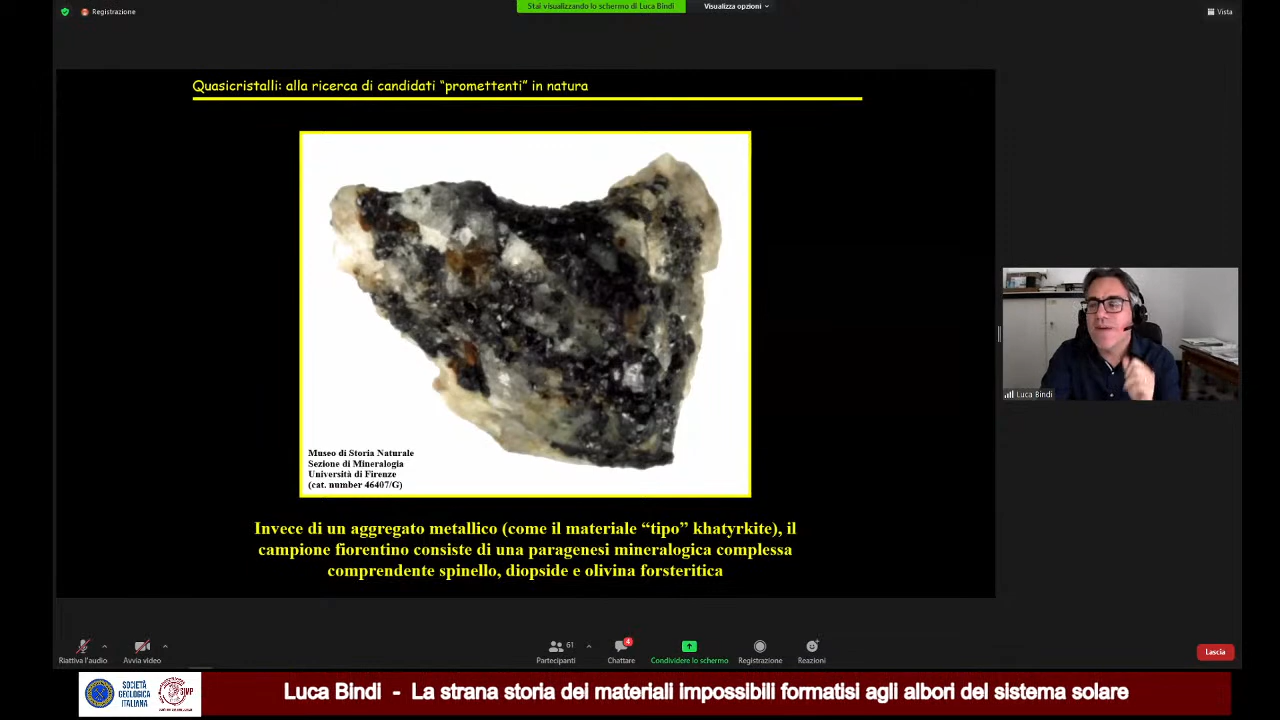 Registrazione
Stai visualizzando lo schermo di Luca Bindi
Visualizza opzioni
Vista
Quasicristalli: alla ricerca di candidati “promettenti” in natura
Museo di Storia Naturale
Sezione di Mineralogia
Università di Firenze
(cat. number 46407/G)
Invece di un aggregato metallico (come il materiale “tipo” khatyrkite), il
campione fiorentino consiste di una paragenesi mineralogica complessa
comprendente spinello, diopside e olivina forsteritica
Luca Bindi
61
4
Riattiva l'audio
Avvia video
Partecipanti
Chattare
Condividere lo schermo
Registrazione
Reazioni
Lascia
SOCIETÀ
GEOLOGICA
ITALIANA
SIMP
Luca Bindi - La strana storia dei materiali impossibili formatisi agli albori del sistema solare